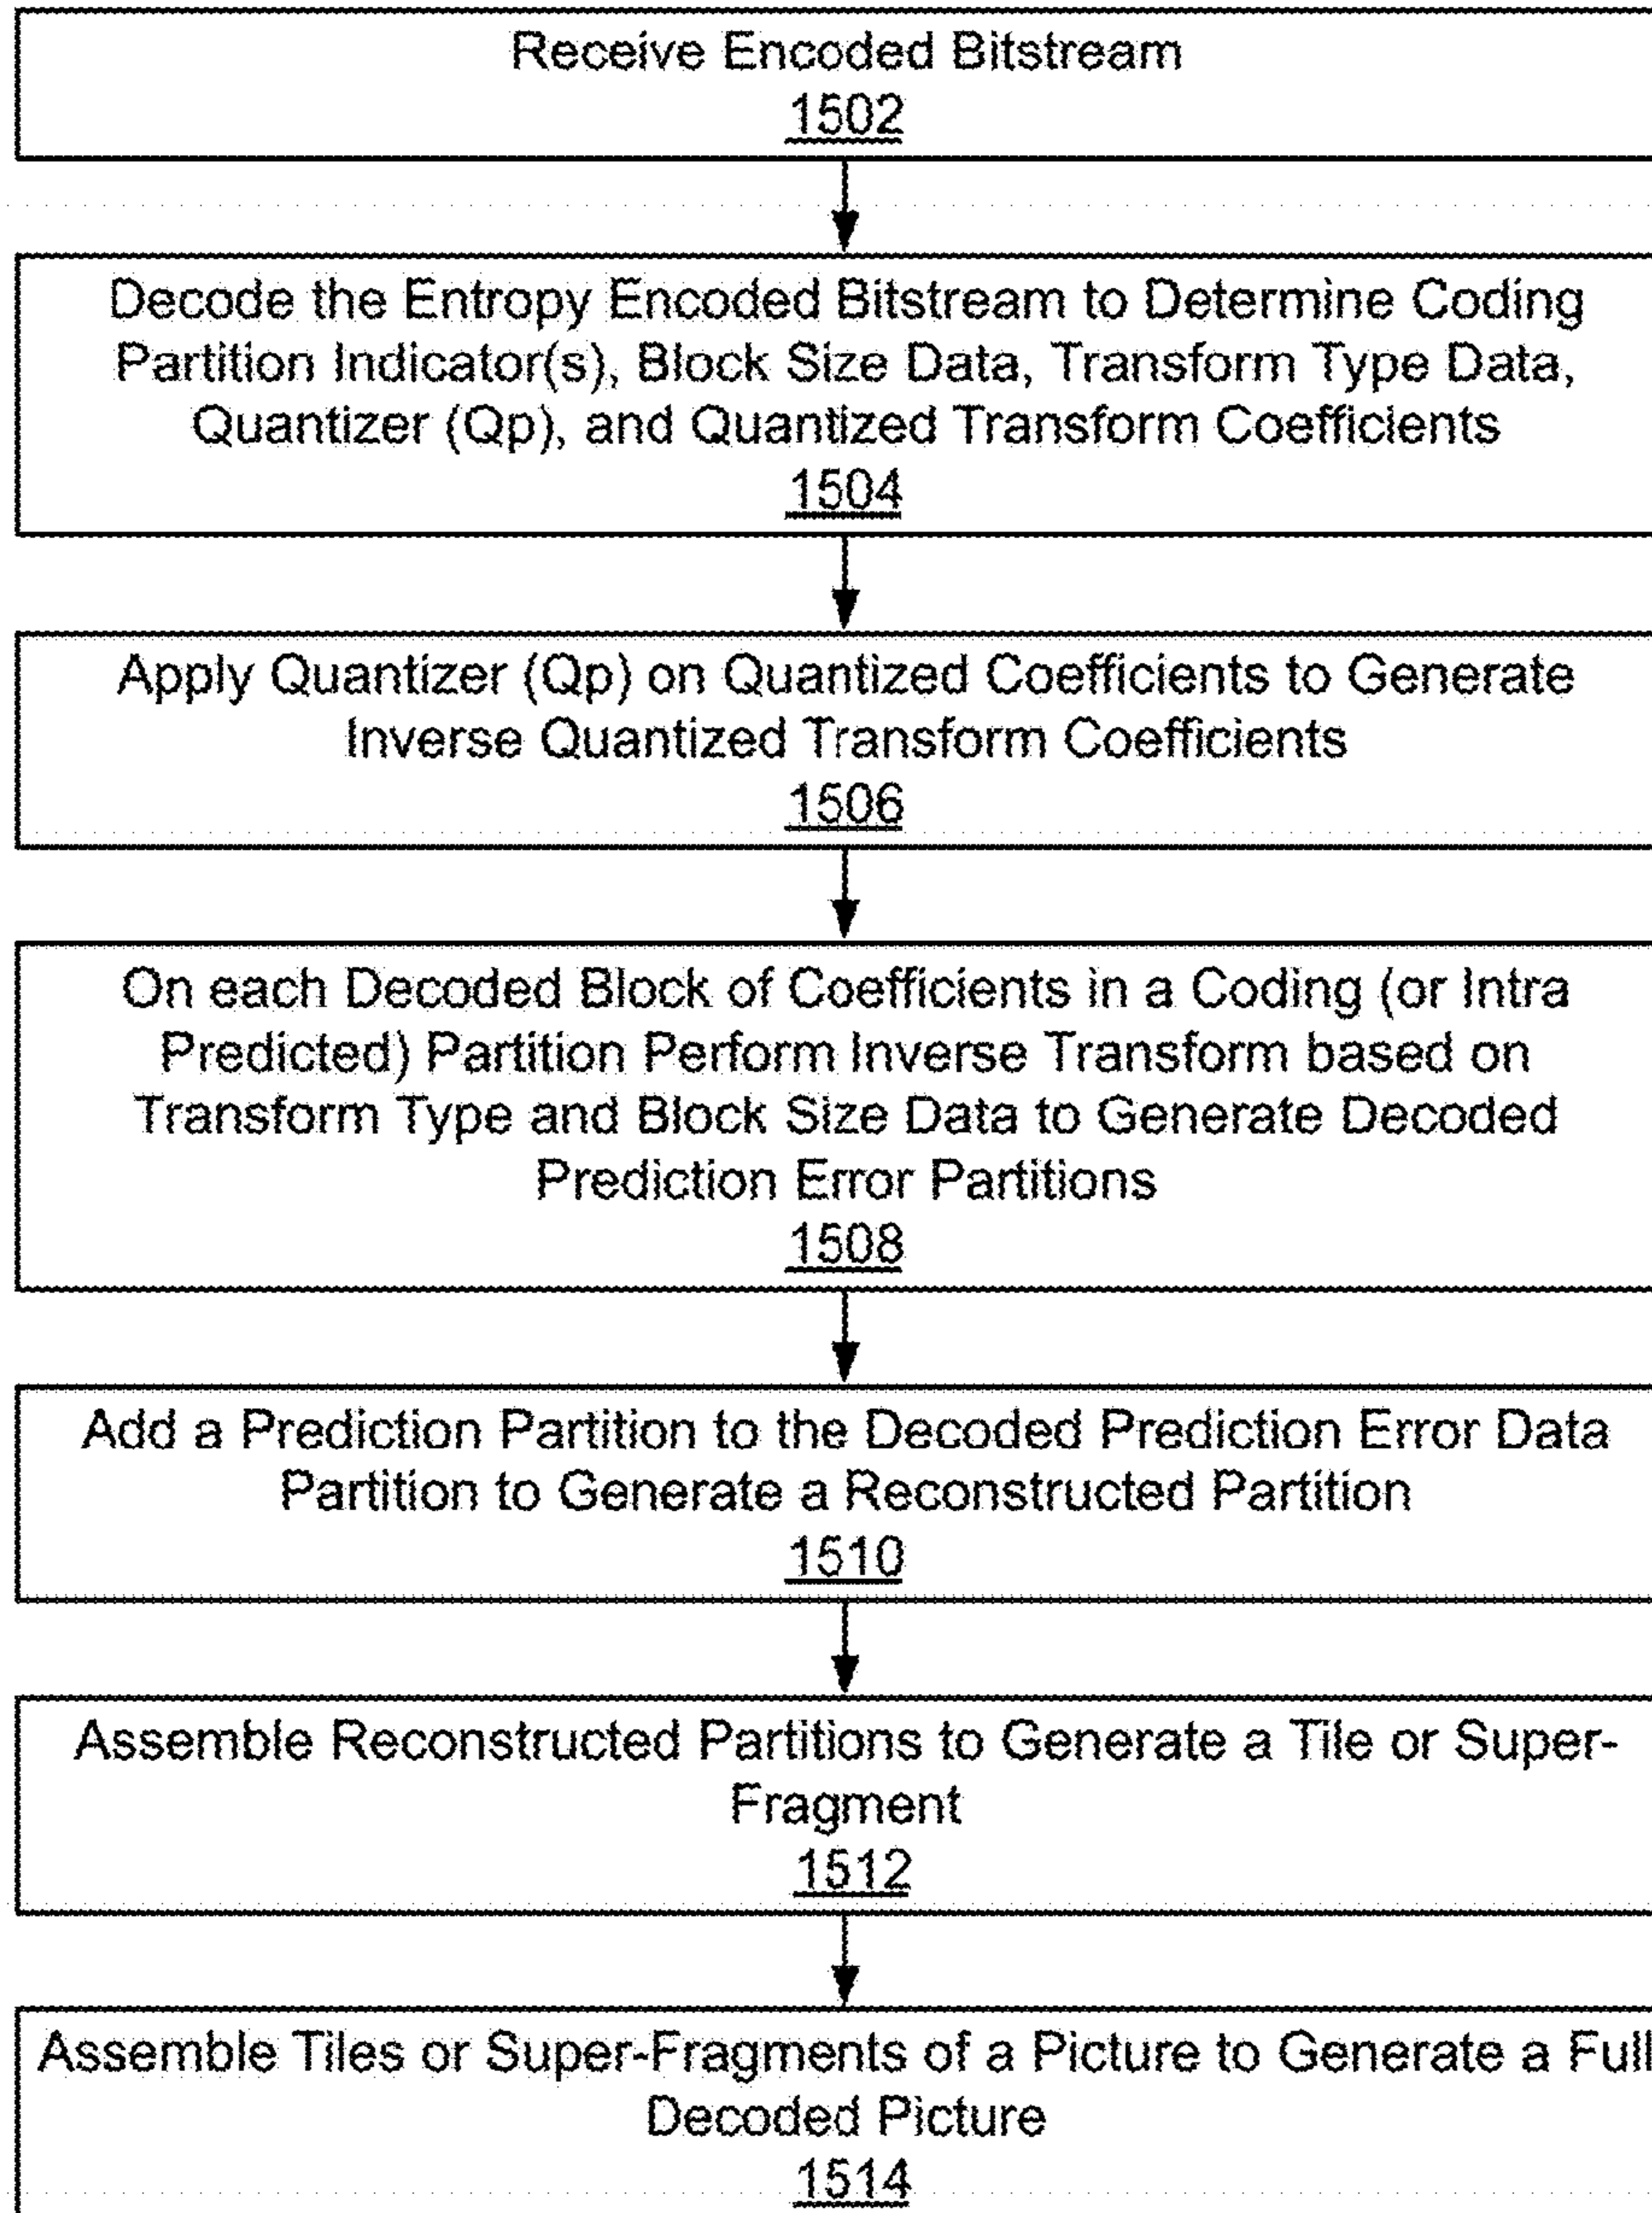 Receive Encoded Bitstream
1502
Decode the Entropy Encoded Bitstream to Determine Coding
Partition Indicator(s), Block Size Data, Transform Type Data,
Quantizer (Qp), and Quantized Transform Coefficients
1504
Apply Quantizer (Qp) on Quantized Coefficients to Generate
Inverse Quantized Transform Coefficients
1506
On each Decoded Block of Coefficients in a Coding (or Intra
Predicted) Partition Perform Inverse Transform based on
Transform Type and Block Size Data to Generate Decoded
Prediction Error Partitions
1508
Add a Prediction Partition to the Decoded Prediction Error Data
Partition to Generate a Reconstructed Partition
1510
Assemble Reconstructed Partitions to Generate a Tile or Super-
Fragment
1512
Assemble Tiles or Super-Fragments of a Picture to Generate a Full
Decoded Picture
1514